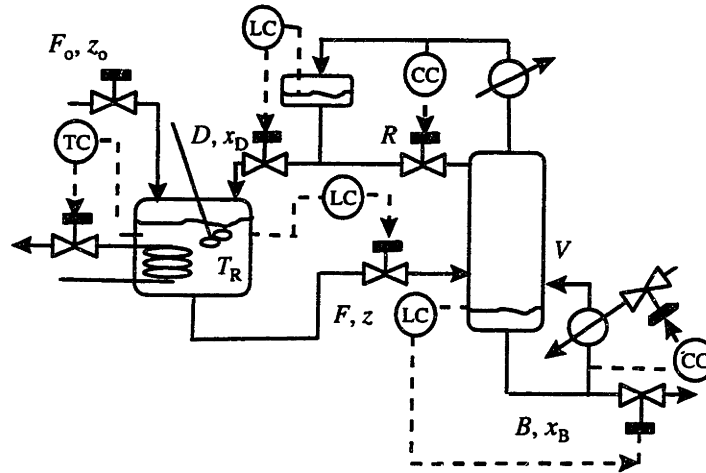 LC
F₀, z₀
CC
TC
D, x_D
R
LC
T_R
V
F, z
LC
CC
B, x_B